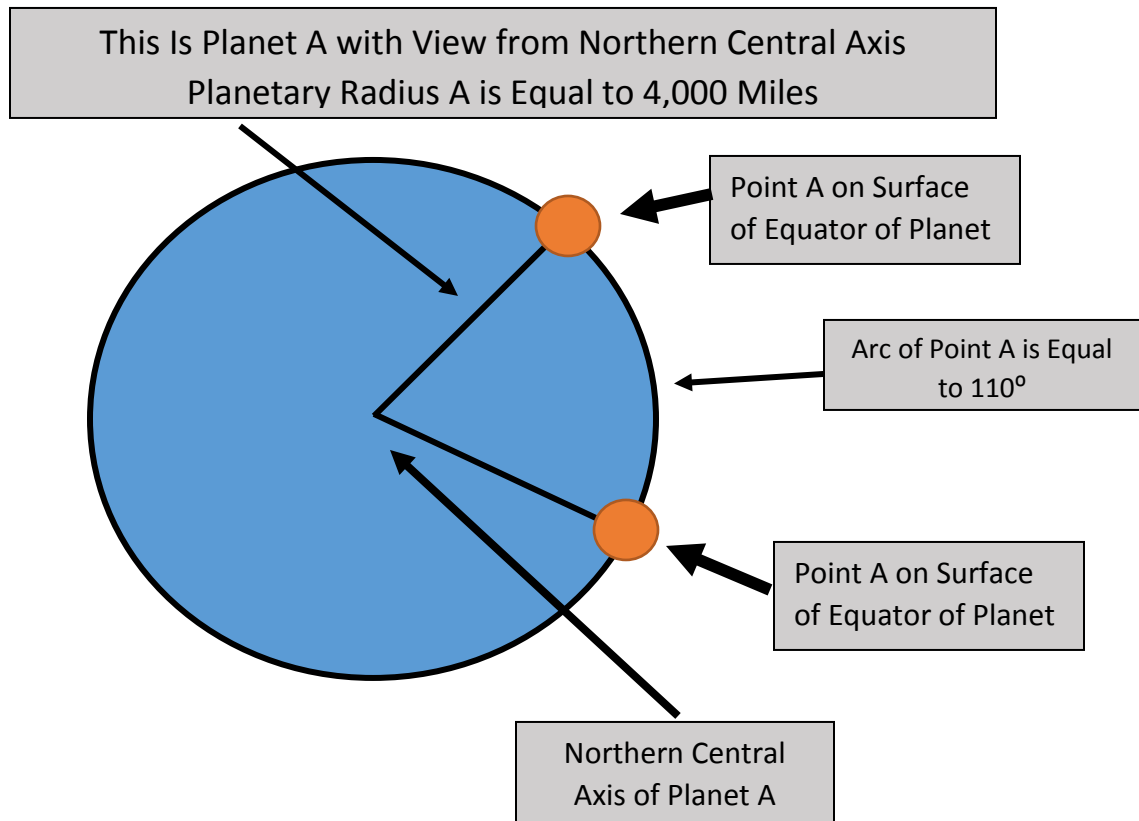 This Is Planet A with View from Northern Central Axis
Planetary Radius A is Equal to 4,000 Miles
Point A on Surface
of Equator of Planet
Arc of Point A is Equal
to 110⁰
Point A on Surface
of Equator of Planet
Northern Central
Axis of Planet A